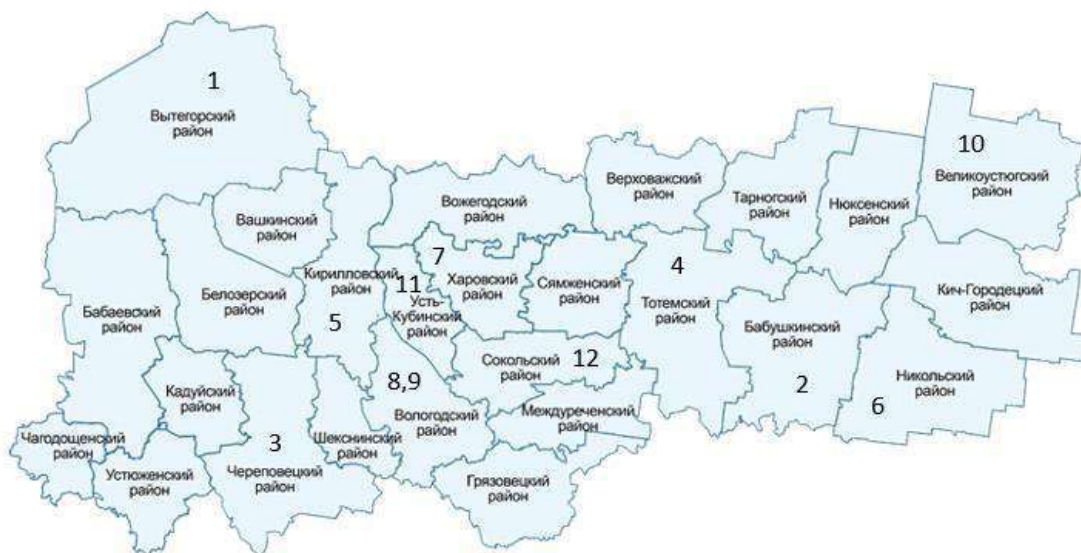 1
Вытегорский
район
10
Великоустюгский
район
Верховажский
район
Тарногский
район
Нюксенский
район
Вожегодский
район
Вашкинский
район
7
Харовский
район
4
Тотемский
район
Сямженский
район
Кирилловский
район
5
11
Усть-
Кубинский
район
Белозерский
район
Бабаевский
район
Кич-Городецкий
район
Бабушкинский
район
2
Сокольский
район
12
Никольский
район
6
Кадуйский
район
8,9
Вологодский
район
Междуреченский
район
Чагодощенский
район
3
Череповецкий
район
Шекснинский
район
Устюженский
район
Грязовецкий
район